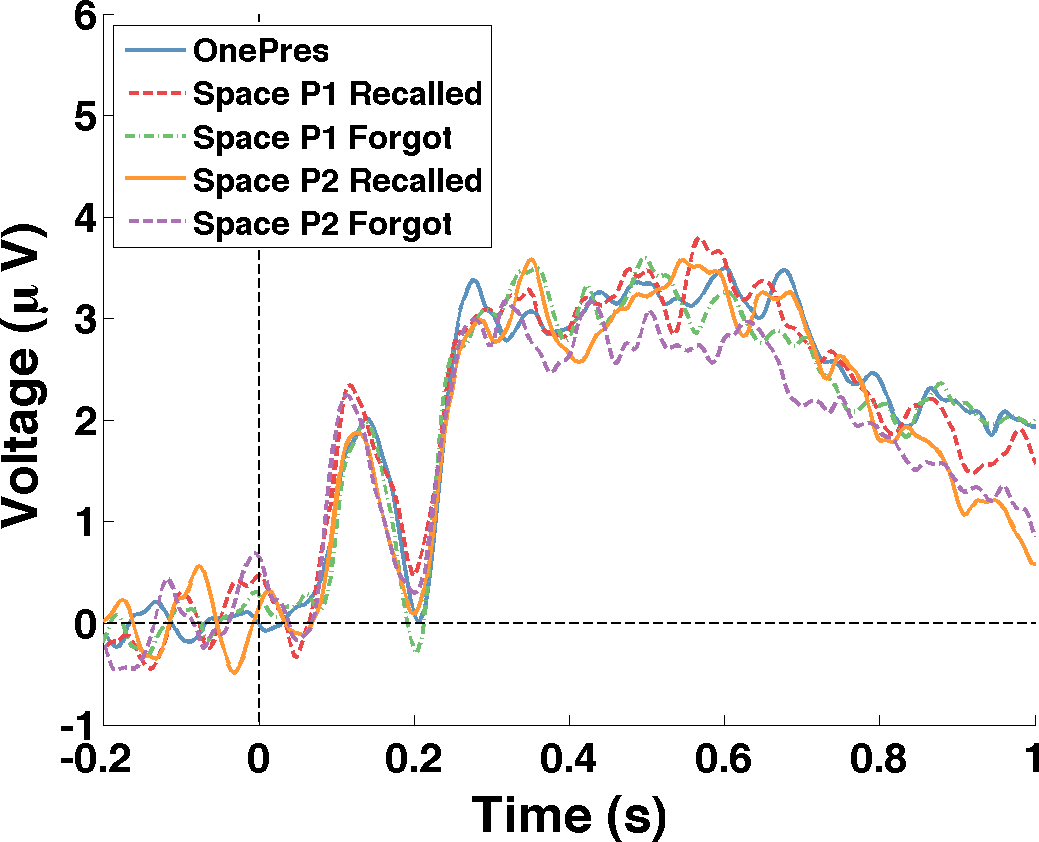 6
5
4
3
2
1
0
-1
OnePres
Space P1 Recalled
Space P1 Forgot
Space P2 Recalled
Space P2 Forgot
Voltage (μ V)
-0.2 0 0.2 0.4 0.6 0.8 1
Time (s)